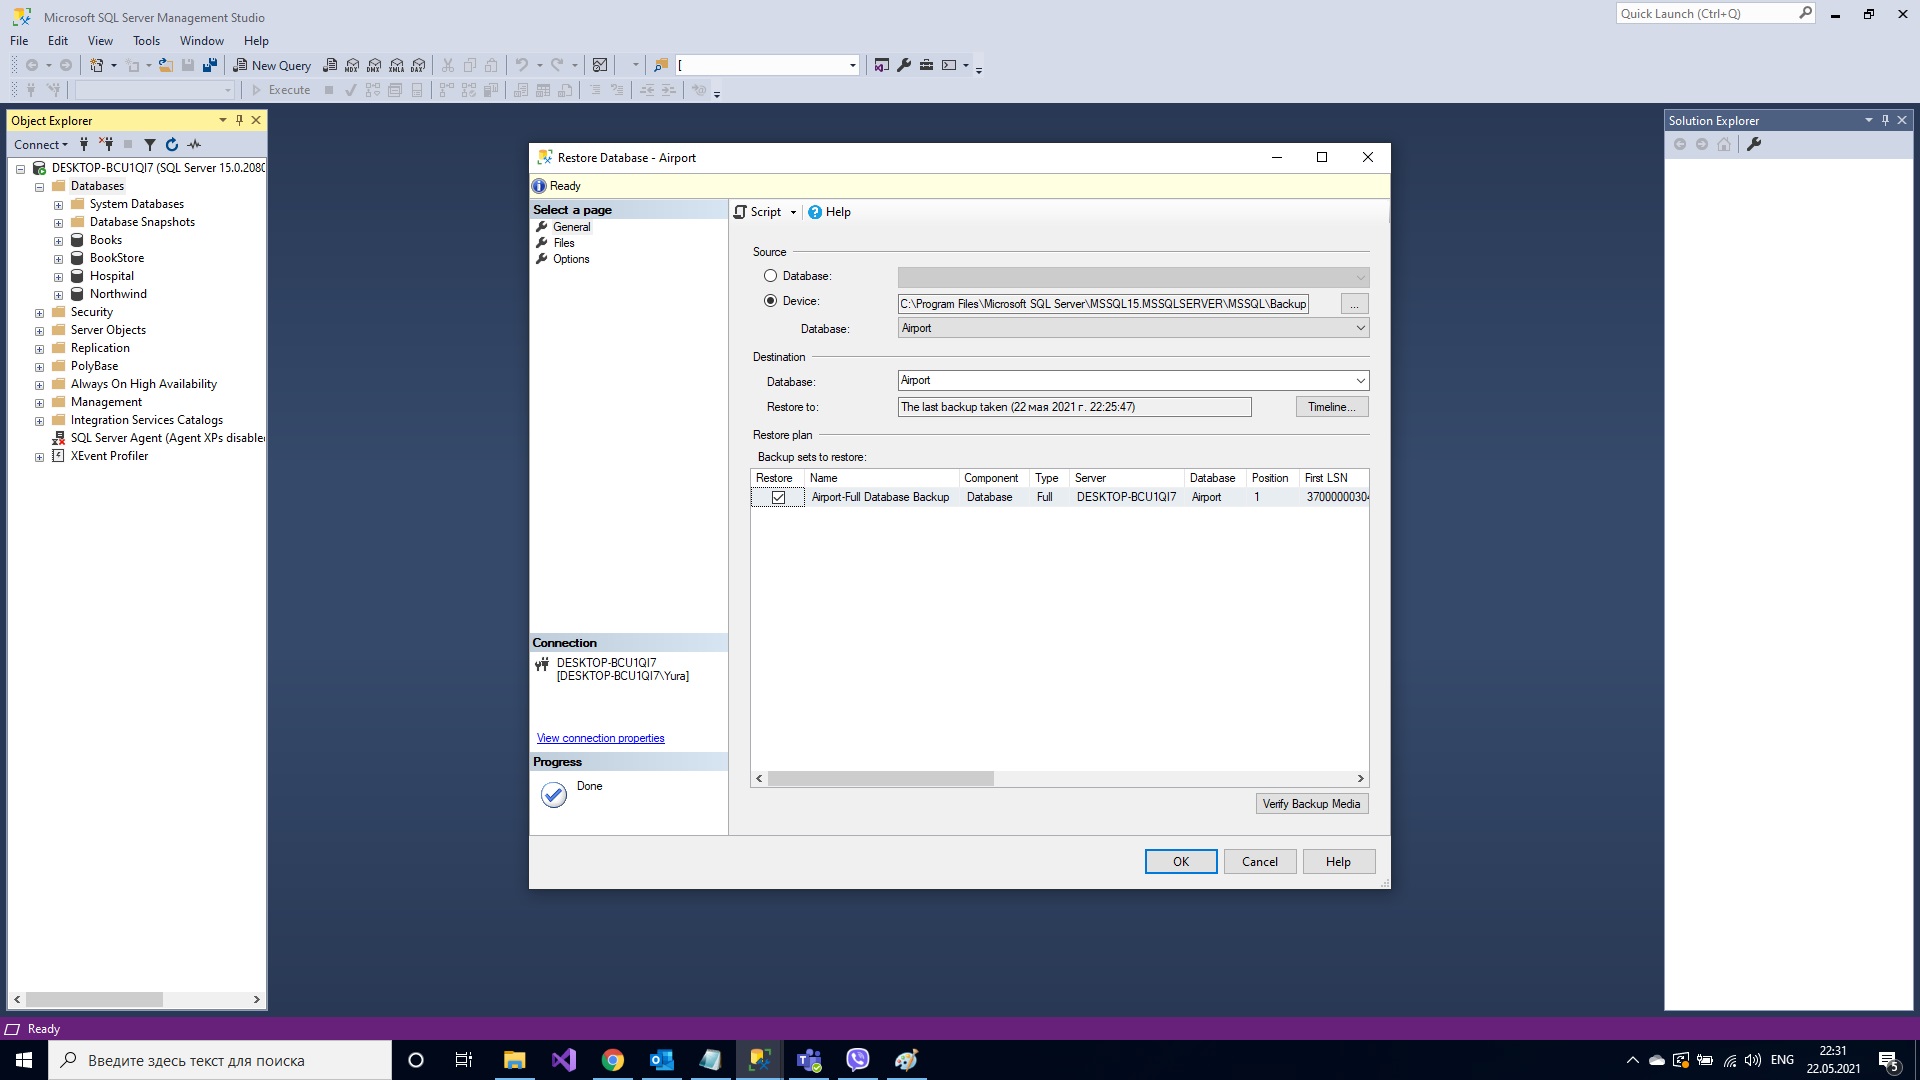 Microsoft SQL Server Management Studio
Quick Launch (Ctrl+Q)
File Edit View Tools Window Help
New Query MDX DMX XMLA DAX [
Execute
Object Explorer
Connect
DESKTOP-BCU1QI7 (SQL Server 15.0.2080
Databases
System Databases
Database Snapshots
Books
BookStore
Hospital
Northwind
Security
Server Objects
Replication
PolyBase
Always On High Availability
Management
Integration Services Catalogs
SQL Server Agent (Agent XPs disable
XEvent Profiler
Restore Database - Airport
Ready
Select a page
General
Files
Options
Connection
DESKTOP-BCU1QI7
[DESKTOP-BCU1QI7\Yura]
View connection properties
Progress
Done
Script Help
Source
Database:
Device: C:\Program Files\Microsoft SQL Server\MSSQL15.MSSQLSERVER\MSSQL\Backup ...
Database: Airport
Destination
Database: Airport
Restore to: The last backup taken (22 мая 2021 г. 22:25:47) Timeline...
Restore plan
Backup sets to restore:
Restore Name Component Type Server Database Position First LSN
Airport-Full Database Backup Database Full DESKTOP-BCU1QI7 Airport 1 37000000304
Verify Backup Media
OK Cancel Help
Solution Explorer
Ready
Введите здесь текст для поиска
ENG
22:31
22.05.2021
5